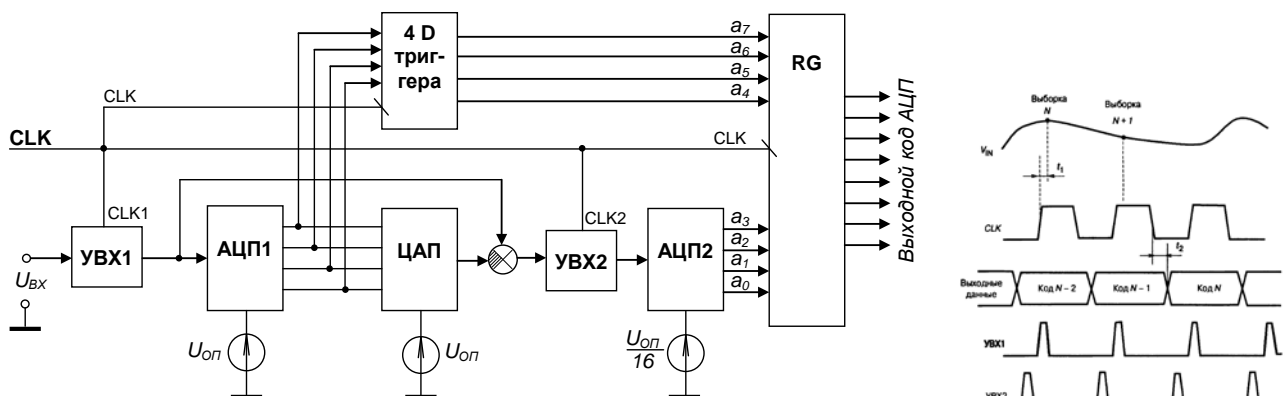 4 D
триг-
гера
a7
a6
a5
a4
RG
CLK
CLK
CLK
CLK1
CLK2
УВХ1
АЦП1
ЦАП
УВХ2
АЦП2
a3
a2
a1
a0
UВХ
UОП
UОП
UОП
16
Выходной код АЦП
Выборка
N
Выборка
N + 1
VIN
t1
CLK
t2
Выходные
данные
Код N – 2
Код N – 1
Код N
УВХ1
УВХ2